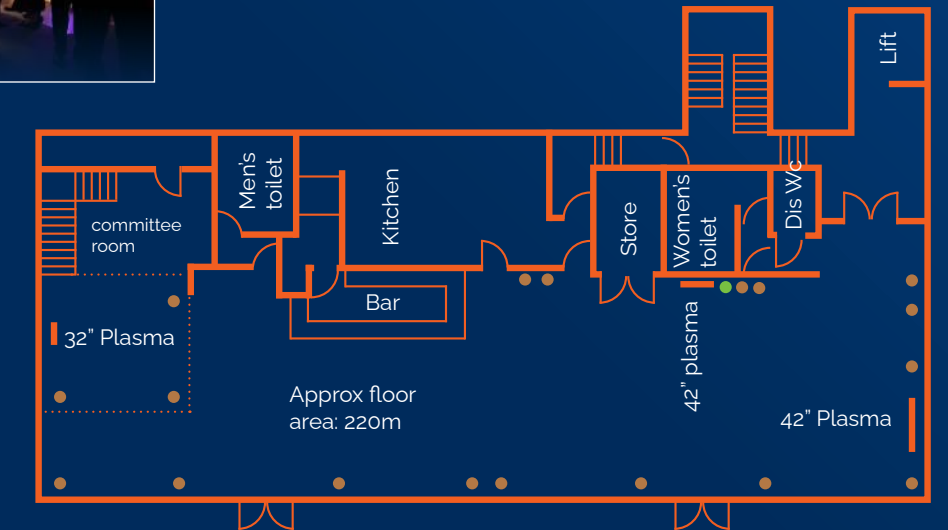 Lift
Men's
toilet
Kitchen
Dis Wc
committee
room
Store
Women's
toilet
Bar
32” Plasma
42” plasma
Approx floor
area: 220m
42” Plasma